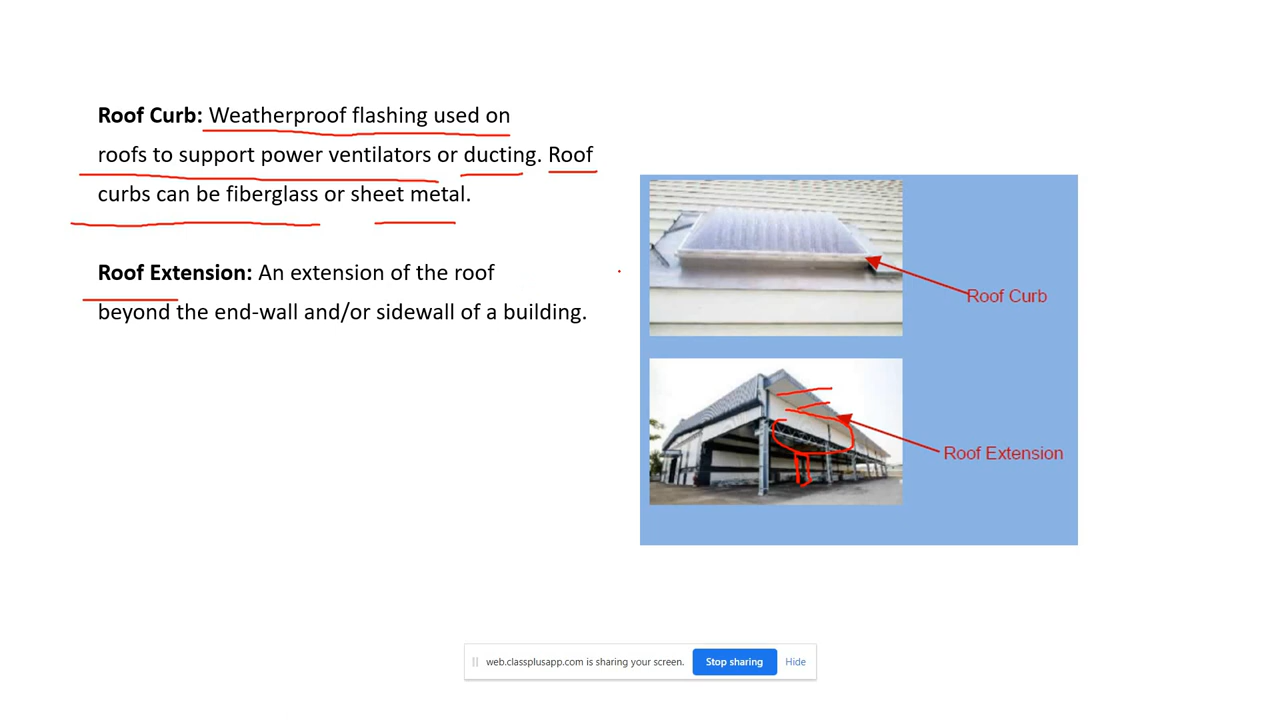 Roof Curb: Weatherproof flashing used on
roofs to support power ventilators or ducting. Roof
curbs can be fiberglass or sheet metal.
Roof Extension: An extension of the roof
beyond the end-wall and/or sidewall of a building.
Roof Curb
Roof Extension
web.classplusapp.com is sharing your screen.
Stop sharing
Hide